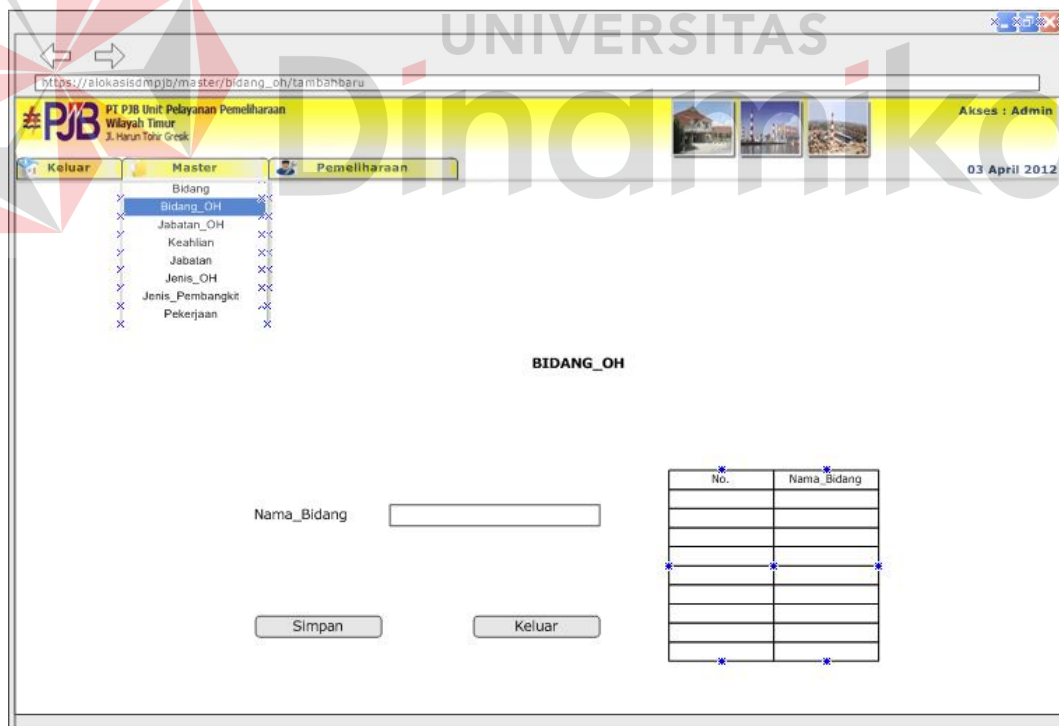 UNIVERSITAS
Dinamika
https://alokasisdmpjb/master/bidang_oh/tambahbaru
PJB
PT PJB Unit Pelayanan Pemeliharaan
Wilayah Timur
Jl. Harun Tohir Gresik
Akses : Admin
Keluar
Master
Pemeliharaan
03 April 2012
Bidang
Bidang_OH
Jabatan_OH
Keahlian
Jabatan
Jenis_OH
Jenis_Pembangkit
Pekerjaan
BIDANG_OH
No.
Nama_Bidang
Nama_Bidang
Simpan
Keluar